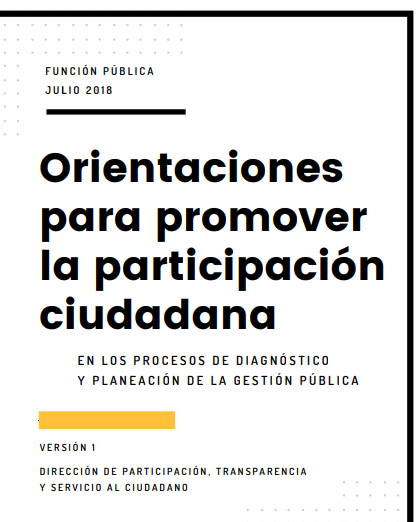 FUNCIÓN PÚBLICA
JULIO 2018
Orientaciones
para promover
la participación
ciudadana
EN LOS PROCESOS DE DIAGNÓSTICO
Y PLANEACIÓN DE LA GESTIÓN PÚBLICA
VERSIÓN 1
DIRECCIÓN DE PARTICIPACIÓN, TRANSPARENCIA
Y SERVICIO AL CIUDADANO